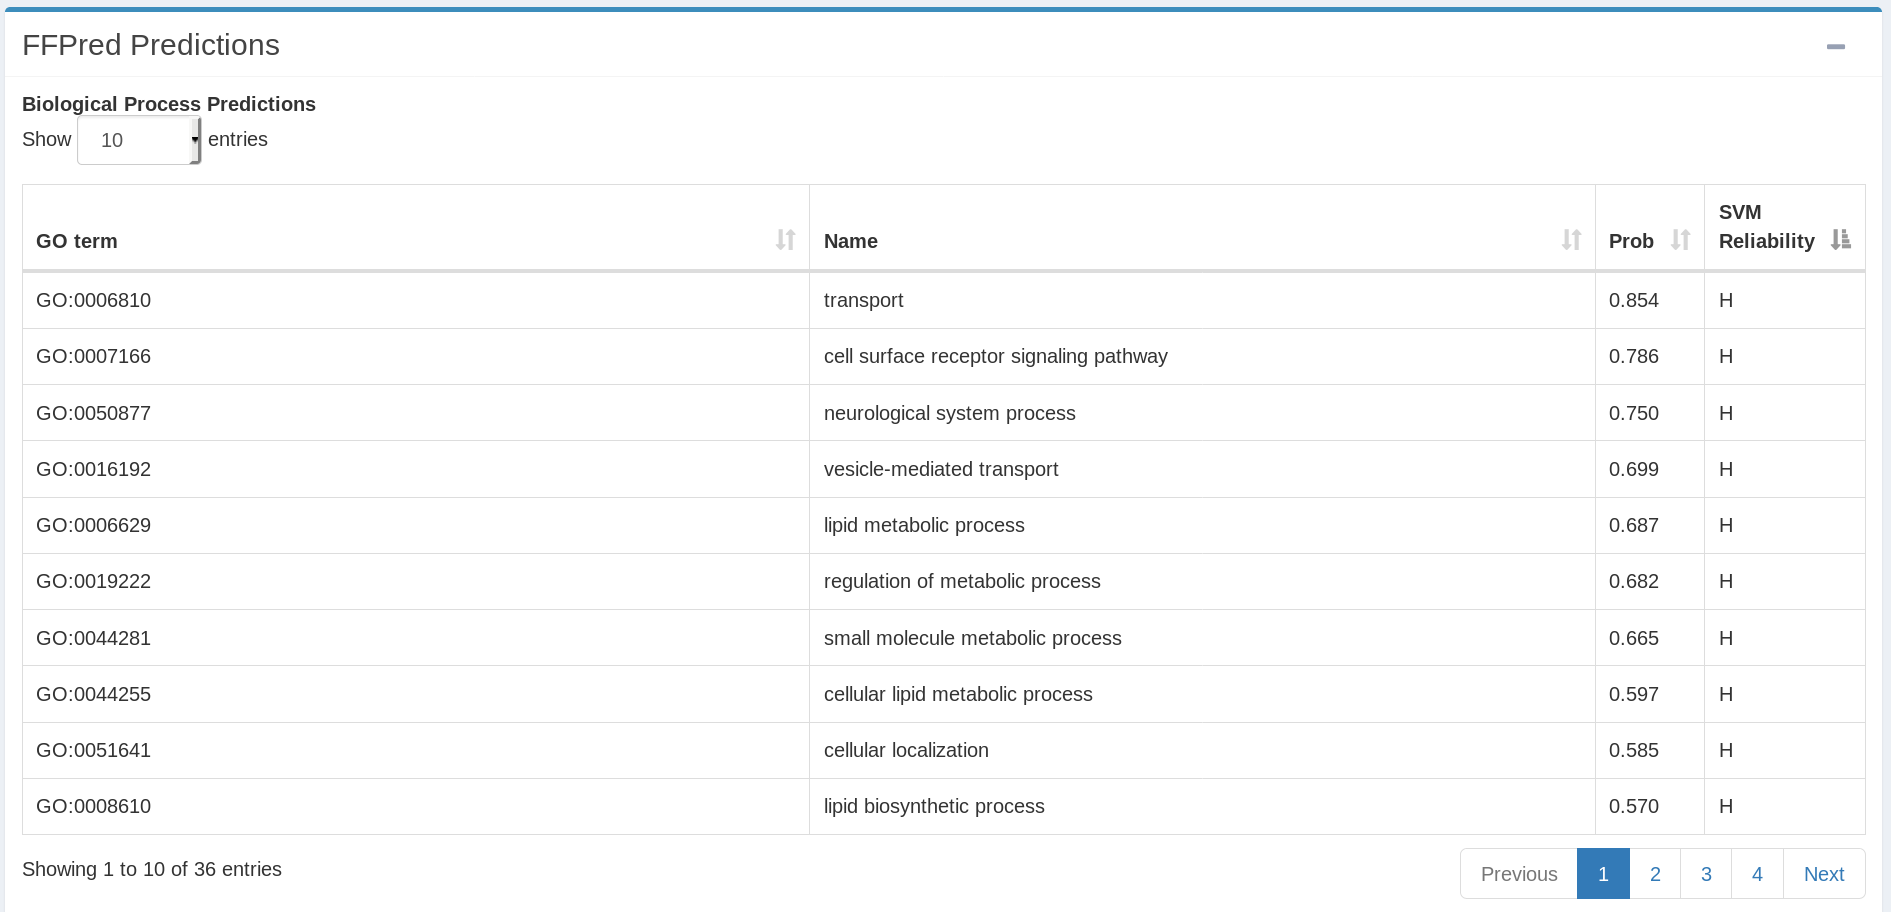 FFPred Predictions
Biological Process Predictions
Show 10 entries
GO term Name Prob SVM Reliability
GO:0006810 transport 0.854 H
GO:0007166 cell surface receptor signaling pathway 0.786 H
GO:0050877 neurological system process 0.750 H
GO:0016192 vesicle-mediated transport 0.699 H
GO:0006629 lipid metabolic process 0.687 H
GO:0019222 regulation of metabolic process 0.682 H
GO:0044281 small molecule metabolic process 0.665 H
GO:0044255 cellular lipid metabolic process 0.597 H
GO:0051641 cellular localization 0.585 H
GO:0008610 lipid biosynthetic process 0.570 H
Showing 1 to 10 of 36 entries
Previous 1 2 3 4 Next